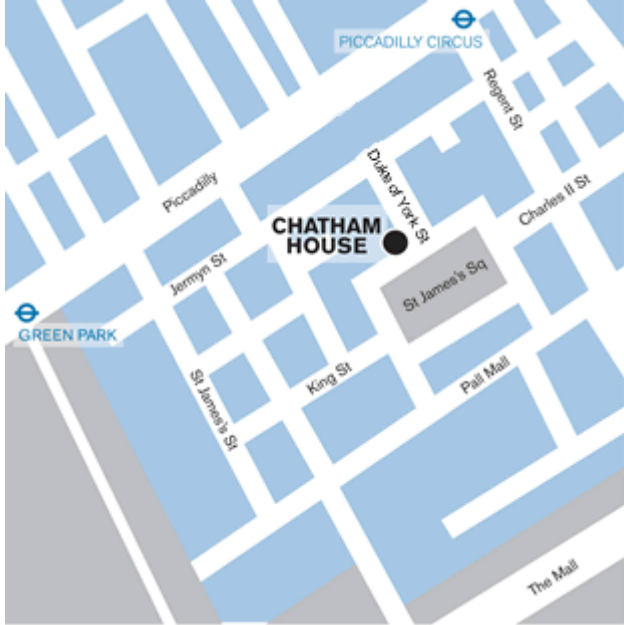 PICCADILLY CIRCUS
Regent St
Duke of York St
Piccadilly
Charles II St
CHATHAM
HOUSE
Jermyn St
St James's Sq
GREEN PARK
King St
Pall Mall
St James's St
The Mall